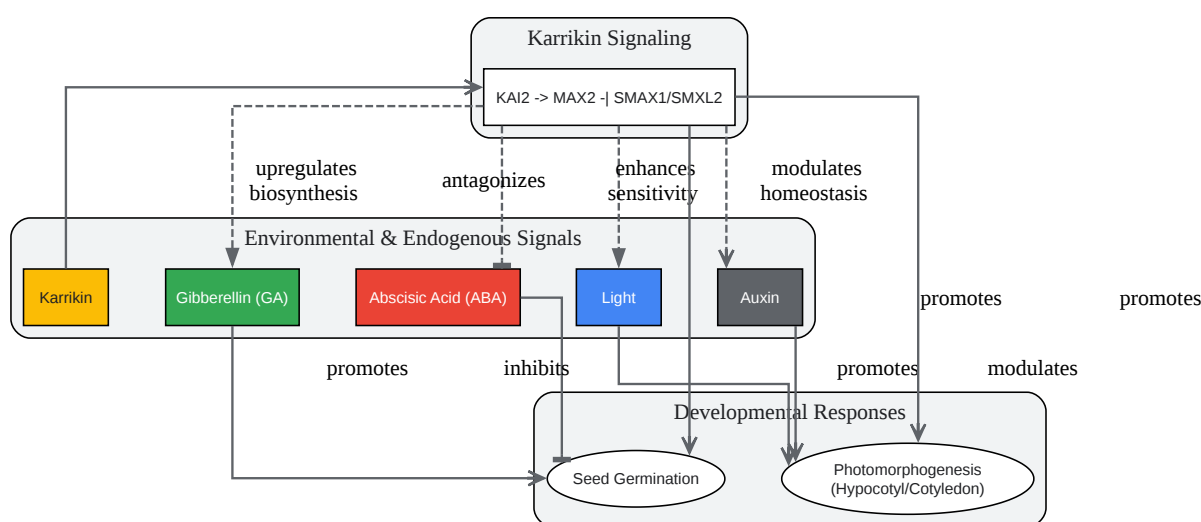 Karrikin Signaling
KAI2 -> MAX2 -| SMAX1/SMXL2
upregulates
biosynthesis
antagonizes
enhances
sensitivity
modulates
homeostasis
Environmental & Endogenous Signals
Karrikin
Gibberellin (GA)
Abscisic Acid (ABA)
Light
Auxin
promotes
promotes
promotes
inhibits
promotes
modulates
Developmental Responses
Seed Germination
Photomorphogenesis
(Hypocotyl/Cotyledon)